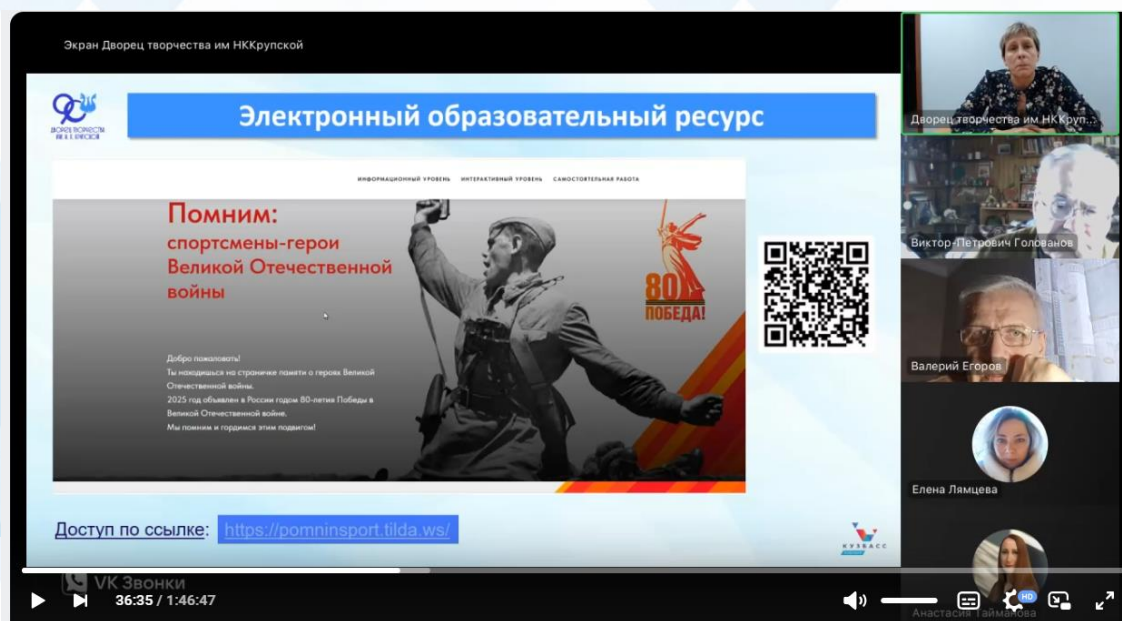 Экран Дворец творчества им НККрупской
ДВОРЕЦ ТВОРЧЕСТВА
Электронный образовательный ресурс
ИНФОРМАЦИОННЫЙ УРОВЕНЬ ИНТЕРАКТИВНЫЙ УРОВЕНЬ САМОСТОЯТЕЛЬНАЯ РАБОТА
Помним:
спортсмены-герои
Великой Отечественной
войны
80
ПОБЕДА!
Добро пожаловать!
Ты находишься на страничке памяти о героях Великой
Отечественной войны.
2025 год объявлен в России годом 80-летия Победы в
Великой Отечественной войне.
Мы помним и гордимся этим подвигом!
Доступ по ссылке: https://pomninsport.tilda.ws/
КУЗБАСС
VK Звонки
36:35 / 1:46:47
HD
Дворец творчества им НККруп...
Виктор-Петрович Голованов
Валерий Егоров
Елена Лямцева
Анастасия Тайманова